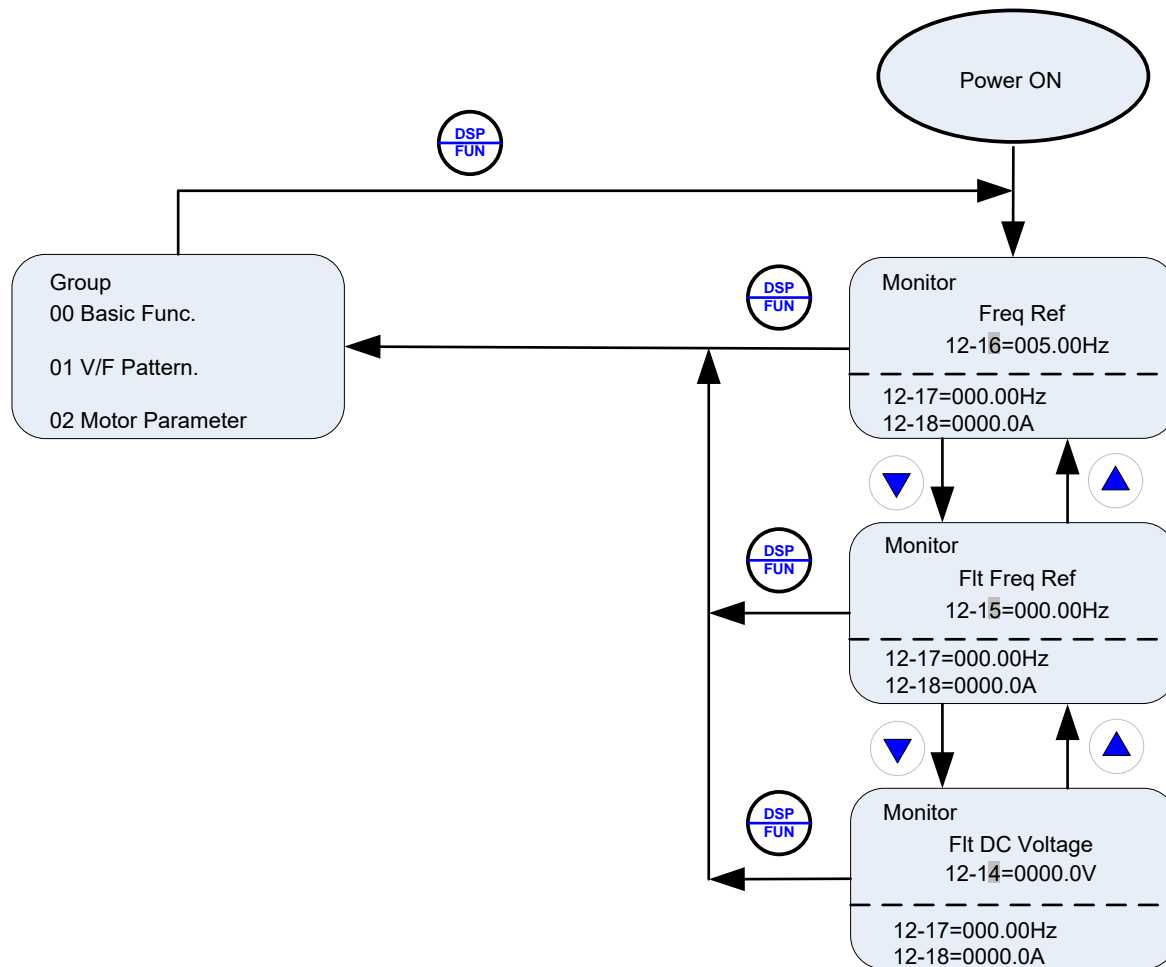 Power ON
DSP
FUN
Group
00 Basic Func.
01 V/F Pattern.
02 Motor Parameter
DSP
FUN
Monitor
Freq Ref
12-16=005.00Hz
12-17=000.00Hz
12-18=0000.0A
DSP
FUN
Monitor
Flt Freq Ref
12-15=000.00Hz
12-17=000.00Hz
12-18=0000.0A
DSP
FUN
Monitor
Flt DC Voltage
12-14=0000.0V
12-17=000.00Hz
12-18=0000.0A